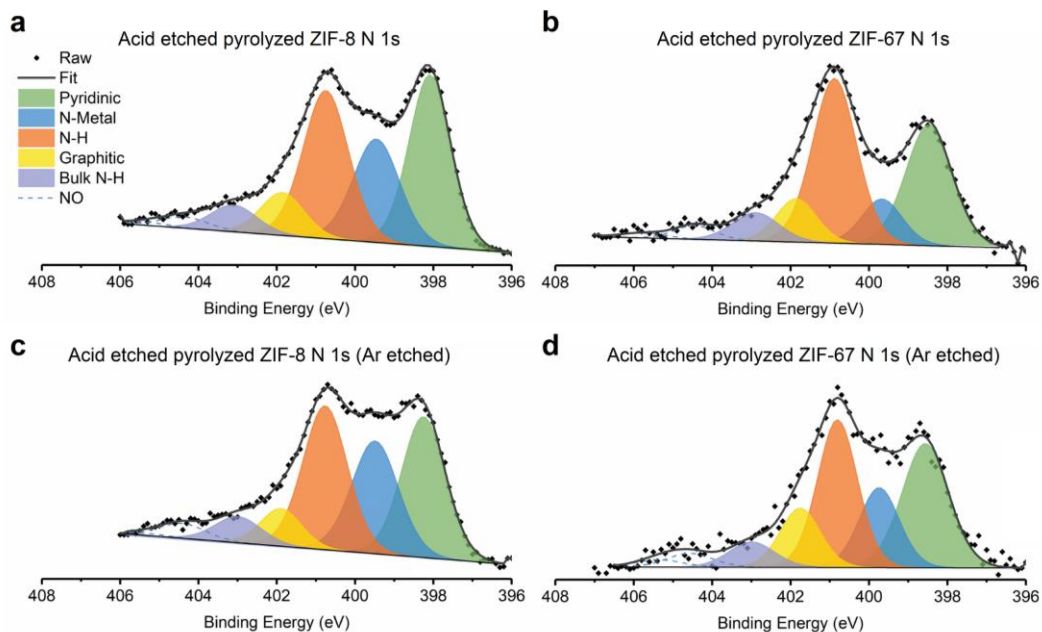 a
Acid etched pyrolyzed ZIF-8 N 1s
Raw
Fit
Pyridinic
N-Metal
N-H
Graphitic
Bulk N-H
NO
408 406 404 402 400 398 396
Binding Energy (eV)
b
Acid etched pyrolyzed ZIF-67 N 1s
408 406 404 402 400 398 396
Binding Energy (eV)
c
Acid etched pyrolyzed ZIF-8 N 1s (Ar etched)
408 406 404 402 400 398 396
Binding Energy (eV)
d
Acid etched pyrolyzed ZIF-67 N 1s (Ar etched)
408 406 404 402 400 398 396
Binding Energy (eV)